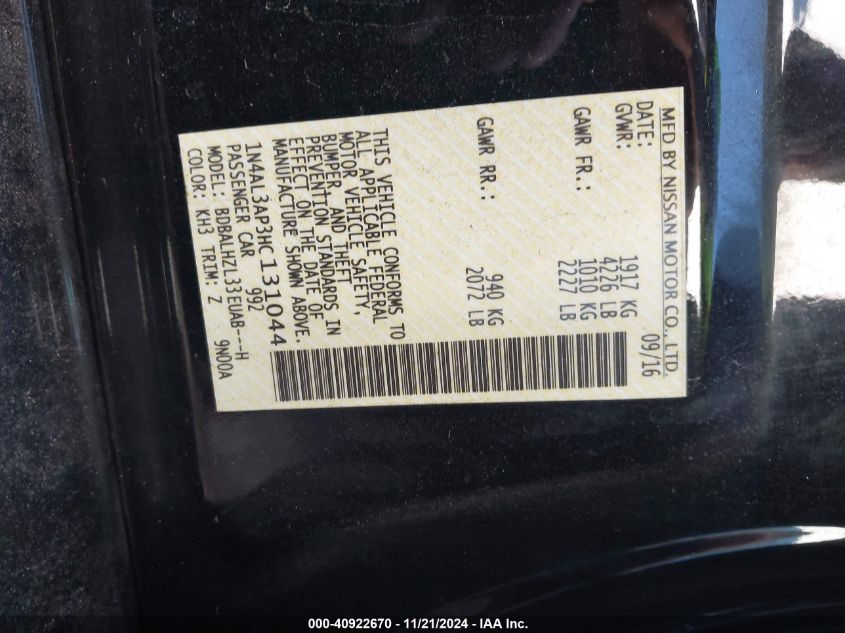 MFD BY NISSAN MOTOR CO., LTD.
DATE: 09/16
GVWR: 1917 KG
4226 LB
GAWR FR.: 1010 KG
2227 LB
GAWR RR.: 940 KG
2072 LB
THIS VEHICLE CONFORMS TO
ALL APPLICABLE FEDERAL
MOTOR VEHICLE SAFETY,
BUMPER, AND THEFT
PREVENTION STANDARDS IN
EFFECT ON THE DATE OF
MANUFACTURE SHOWN ABOVE.
1N4AL3AP3HC131044
PASSENGER CAR 992
MODEL: BDBALHZL33EUAB---H
COLOR: KH3 TRIM: Z 9N00A
000-40922670 - 11/21/2024 - IAA Inc.